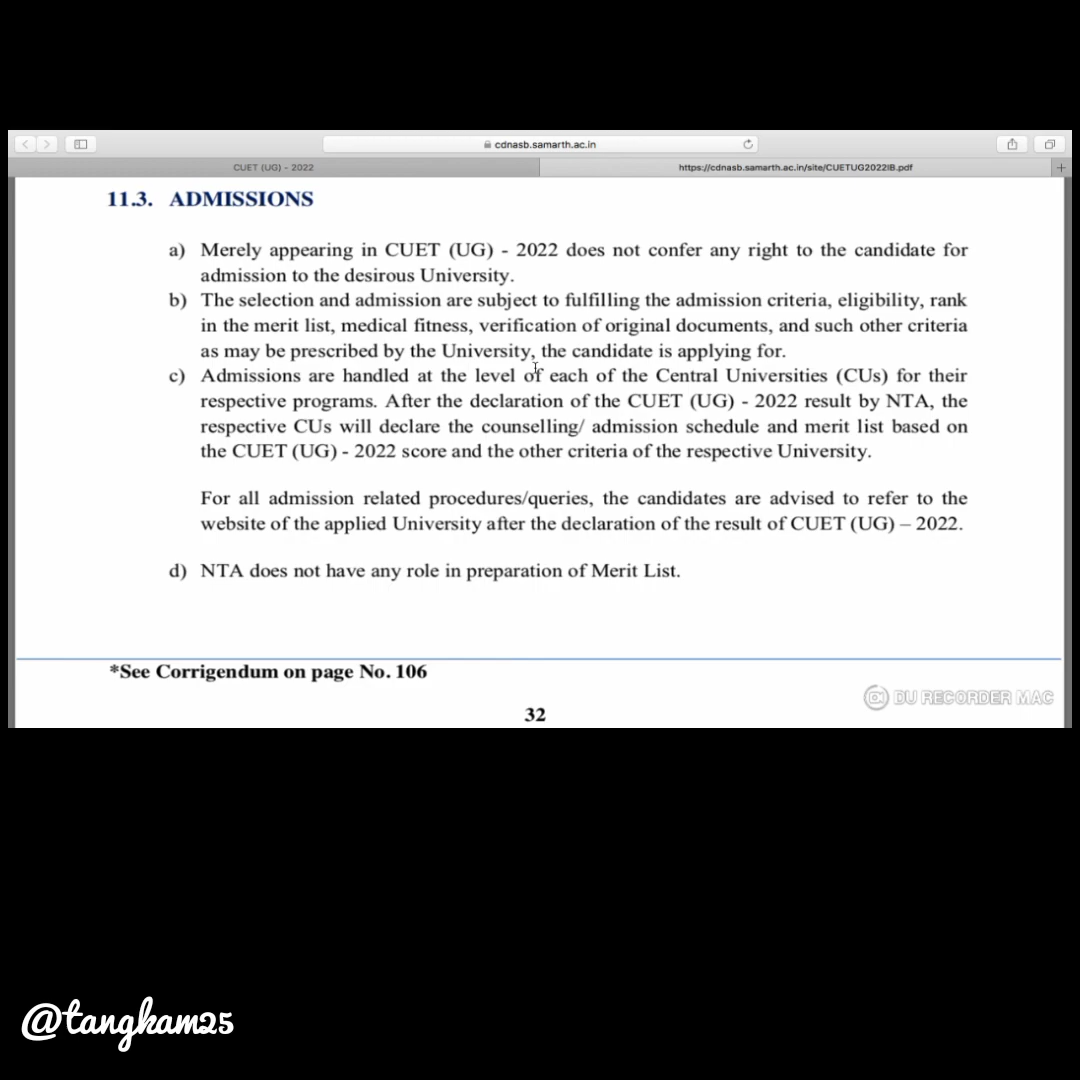 cdnasb.samarth.ac.in
CUET (UG) - 2022
https://cdnasb.samarth.ac.in/site/CUETUG2022IB.pdf
11.3. ADMISSIONS
a) Merely appearing in CUET (UG) - 2022 does not confer any right to the candidate for
admission to the desirous University.
b) The selection and admission are subject to fulfilling the admission criteria, eligibility, rank
in the merit list, medical fitness, verification of original documents, and such other criteria
as may be prescribed by the University, the candidate is applying for.
c) Admissions are handled at the level of each of the Central Universities (CUs) for their
respective programs. After the declaration of the CUET (UG) - 2022 result by NTA, the
respective CUs will declare the counselling/ admission schedule and merit list based on
the CUET (UG) - 2022 score and the other criteria of the respective University.
For all admission related procedures/queries, the candidates are advised to refer to the
website of the applied University after the declaration of the result of CUET (UG) – 2022.
d) NTA does not have any role in preparation of Merit List.
*See Corrigendum on page No. 106
DU RECORDER MAC
32
@tangkam25